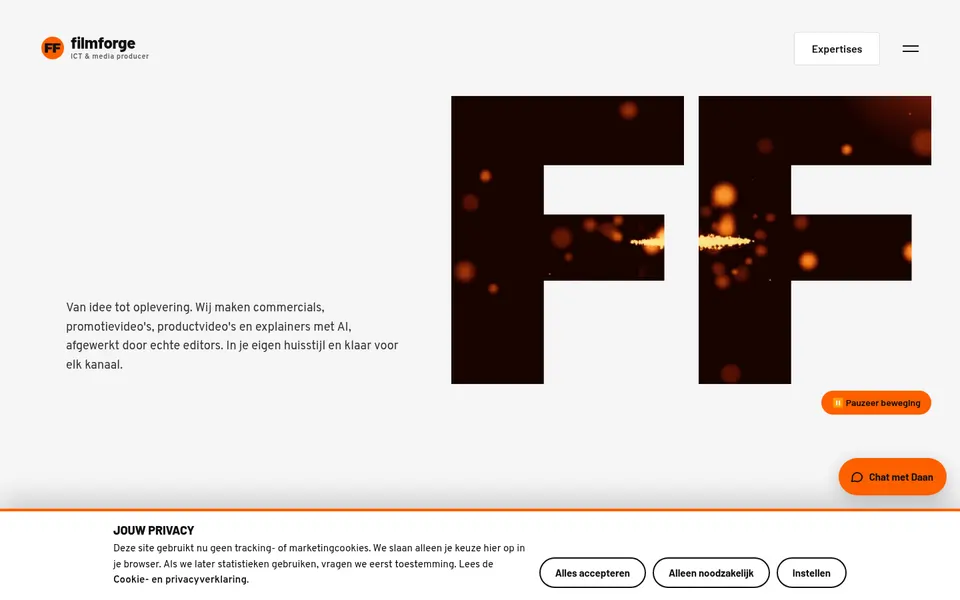 FF filmforge
ICT & media producer
Expertises
Van idee tot oplevering. Wij maken commercials,
promotievideo's, productvideo's en explainers met AI,
afgewerkt door echte editors. In je eigen huisstijl en klaar voor
elk kanaal.
FF
Pauzeer beweging
Chat met Daan
JOUW PRIVACY
Deze site gebruikt nu geen tracking- of marketingcookies. We slaan alleen je keuze hier op in
je browser. Als we later statistieken gebruiken, vragen we eerst toestemming. Lees de
Cookie- en privacyverklaring.
Alles accepteren
Alleen noodzakelijk
Instellen